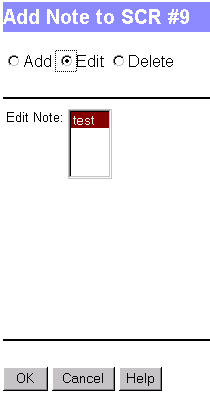 Add Note to SCR #9
Add Edit Delete
Edit Note: test
OK Cancel Help